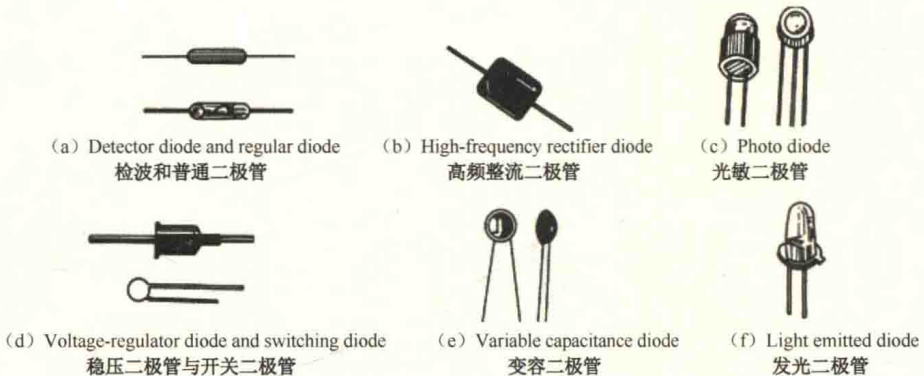 (a) Detector diode and regular diode
检波和普通二极管
(b) High-frequency rectifier diode
高频整流二极管
(c) Photo diode
光敏二极管
(d) Voltage-regulator diode and switching diode
稳压二极管与开关二极管
(e) Variable capacitance diode
变容二极管
(f) Light emitted diode
发光二极管